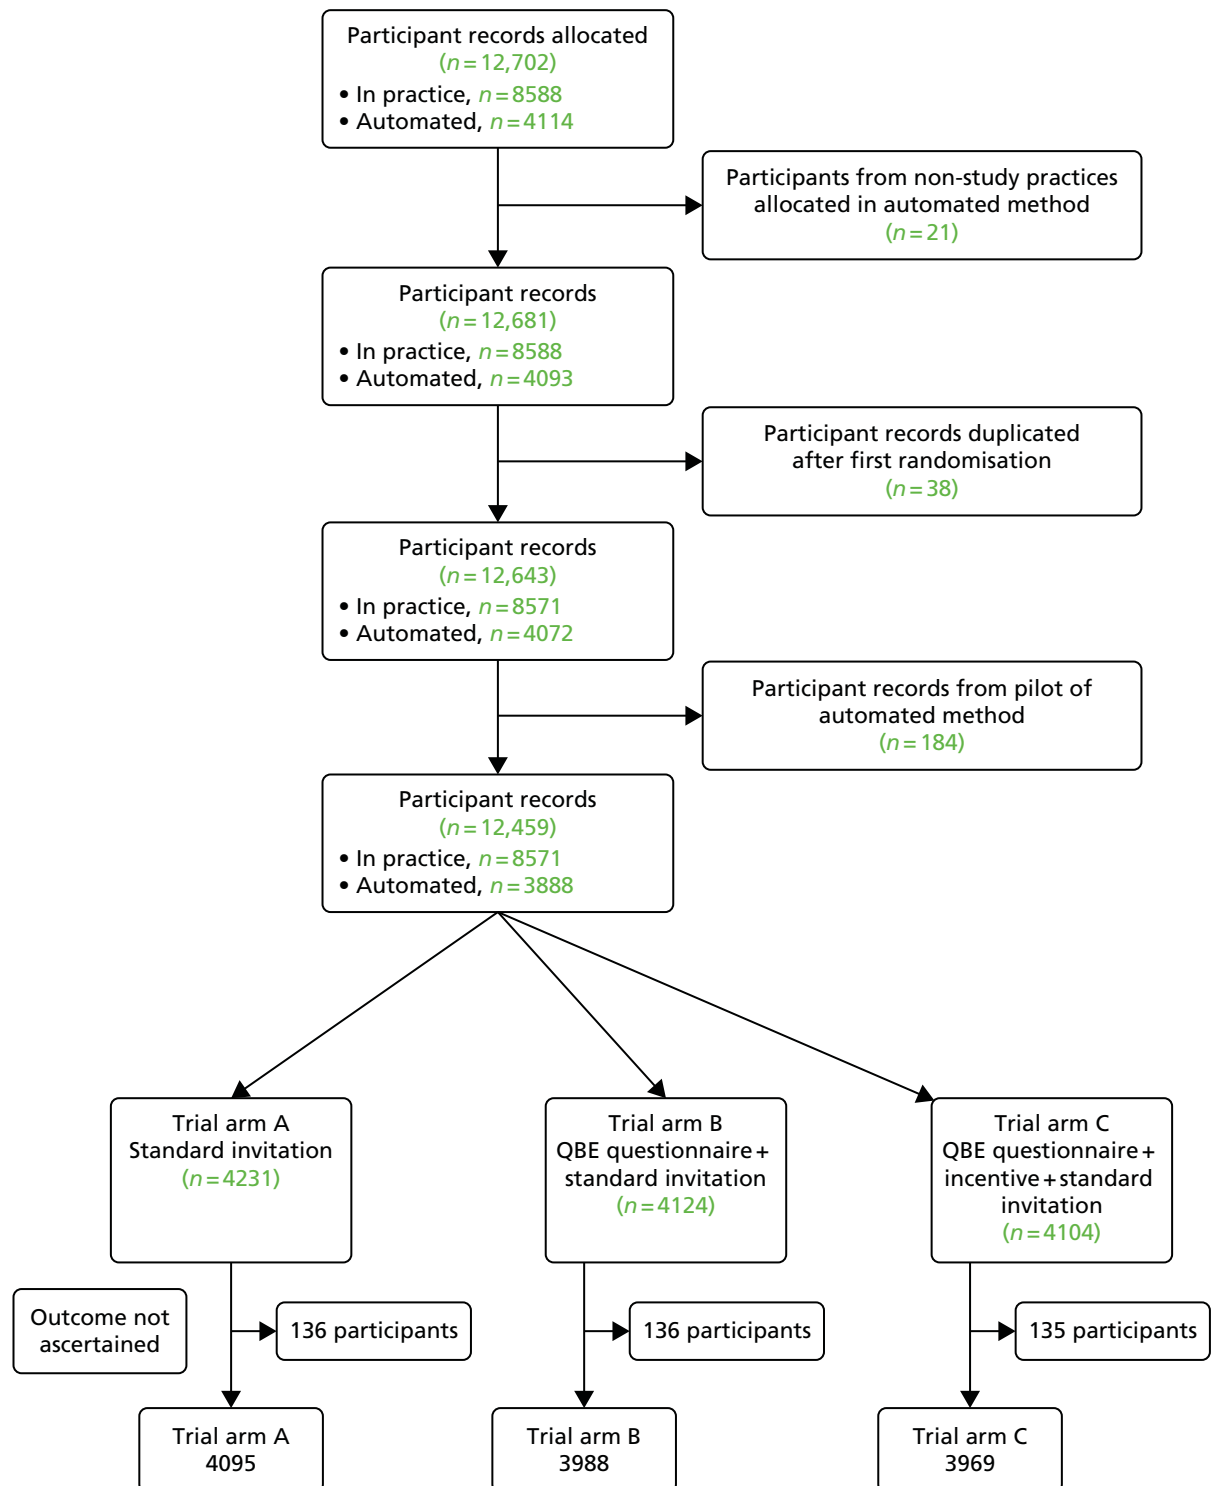 Participant records allocated
(n=12,702)
• In practice, n=8588
• Automated, n=4114
Participants from non-study practices
allocated in automated method
(n=21)
Participant records
(n=12,681)
• In practice, n=8588
• Automated, n=4093
Participant records duplicated
after first randomisation
(n=38)
Participant records
(n=12,643)
• In practice, n=8571
• Automated, n=4072
Participant records from pilot of
automated method
(n=184)
Participant records
(n=12,459)
• In practice, n=8571
• Automated, n=3888
Trial arm A
Standard invitation
(n=4231)
Trial arm B
QBE questionnaire+
standard invitation
(n=4124)
Trial arm C
QBE questionnaire+
incentive+standard
invitation
(n=4104)
Outcome not
ascertained
136 participants
136 participants
135 participants
Trial arm A
4095
Trial arm B
3988
Trial arm C
3969